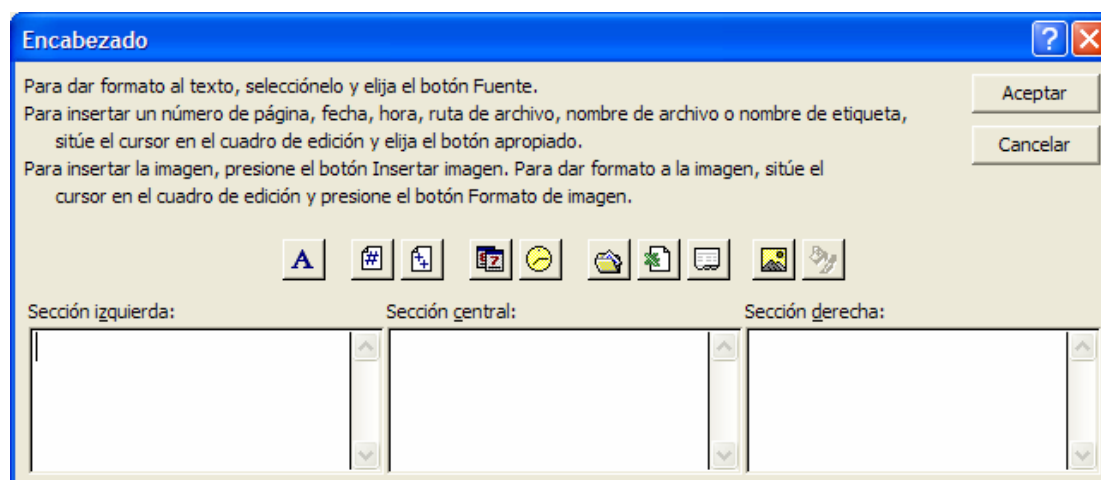 Encabezado
Para dar formato al texto, selecciónelo y elija el botón Fuente.
Para insertar un número de página, fecha, hora, ruta de archivo, nombre de archivo o nombre de etiqueta,
sitúe el cursor en el cuadro de edición y elija el botón apropiado.
Para insertar la imagen, presione el botón Insertar imagen. Para dar formato a la imagen, sitúe el
cursor en el cuadro de edición y presione el botón Formato de imagen.
Aceptar
Cancelar
A
Sección izquierda:
Sección central:
Sección derecha: